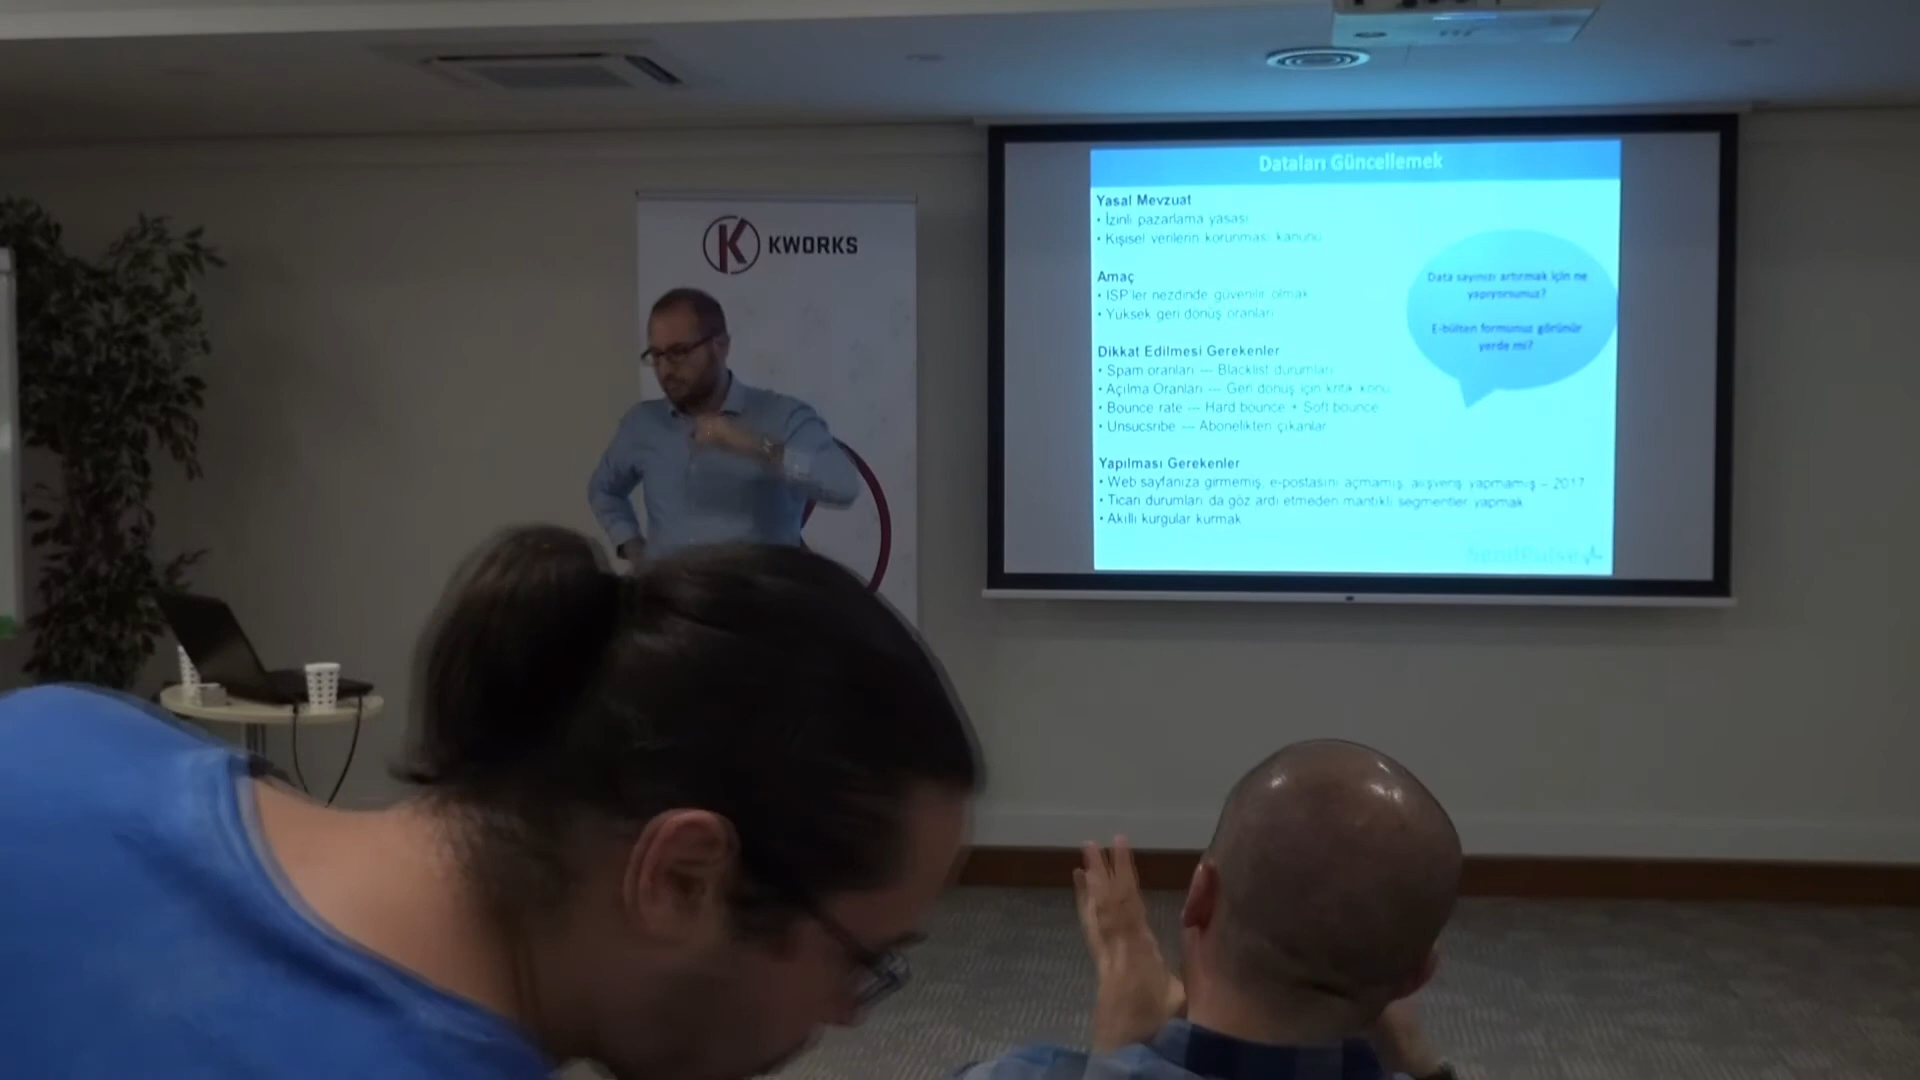 KWORKS
Dataları Güncellemek
Yasal Mevzuat
• İzinli pazarlama yasası
• Kişisel verilerin korunması kanunu
Amaç
• ISP'ler nezdinde güvenilir olmak
• Yüksek geri dönüş oranları
Data sayınızı artırmak için ne
yapıyorsunuz?
E-bülten formunuz görünür
yerde mi?
Dikkat Edilmesi Gerekenler
• Spam oranları --- Blacklist durumları
• Açılma Oranları --- Geri dönüş için kritik konu
• Bounce rate --- Hard bounce + Soft bounce
• Unsucsribe --- Abonelikten çıkanlar
Yapılması Gerekenler
• Web sayfanıza girmemiş, e-postasını açmamış, alışveriş yapmamış – 2017
• Ticari durumları da göz ardı etmeden mantıklı segmentler yapmak
• Akıllı kurgular kurmak
SendPulse